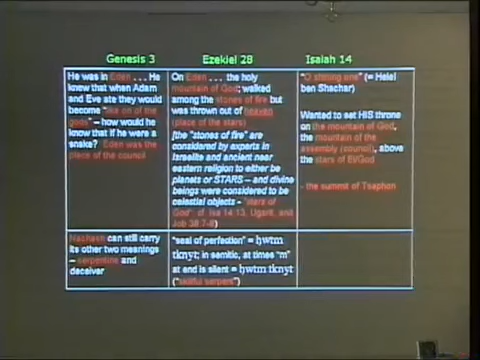 Genesis 3
Ezekiel 28
Isaiah 14
He was in Eden . . . He
knew that when Adam
and Eve ate they would
become "like on of the
gods" – how would he
know that if he were a
snake? Eden was the
place of the council
On Eden . . . the holy
mountain of God; walked
among the stones of fire but
was thrown out of heaven
(place of the stars)
[the "stones of fire" are
considered by experts in
Israelite and ancient near
eastern religion to either be
planets or STARS – and divine
beings were considered to be
celestial objects – "stars of
God": cf. Isa 14:13, Ugarit, and
Job 38:7-8)
"O shining one" (= Helel
ben Shachar)
Wanted to set HIS throne
on the mountain of God,
the mountain of the
assembly (council), above
the stars of El/God
- the summit of Tsaphon
Nachash can still carry
its other two meanings
– serpentine and
deceiver
"seal of perfection" = ḥwtm
tknyt; in semitic, at times "m"
at end is silent = ḥwtm tknyt
("skillful serpent")